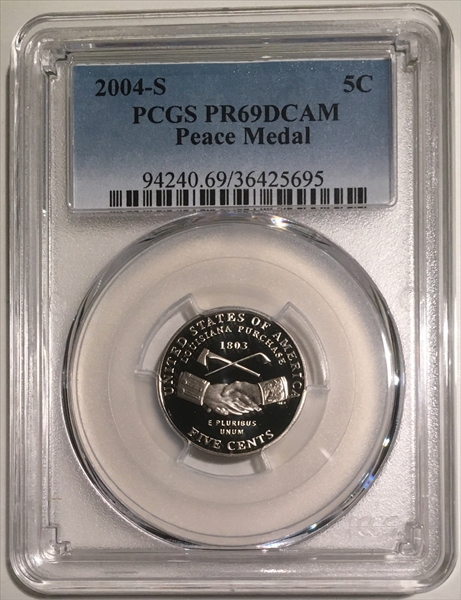 2004-S 5C
PCGS PR69DCAM
Peace Medal
94240.69/36425695
UNITED STATES OF AMERICA
LOUISIANA PURCHASE
1803
E PLURIBUS
UNUM
FIVE CENTS